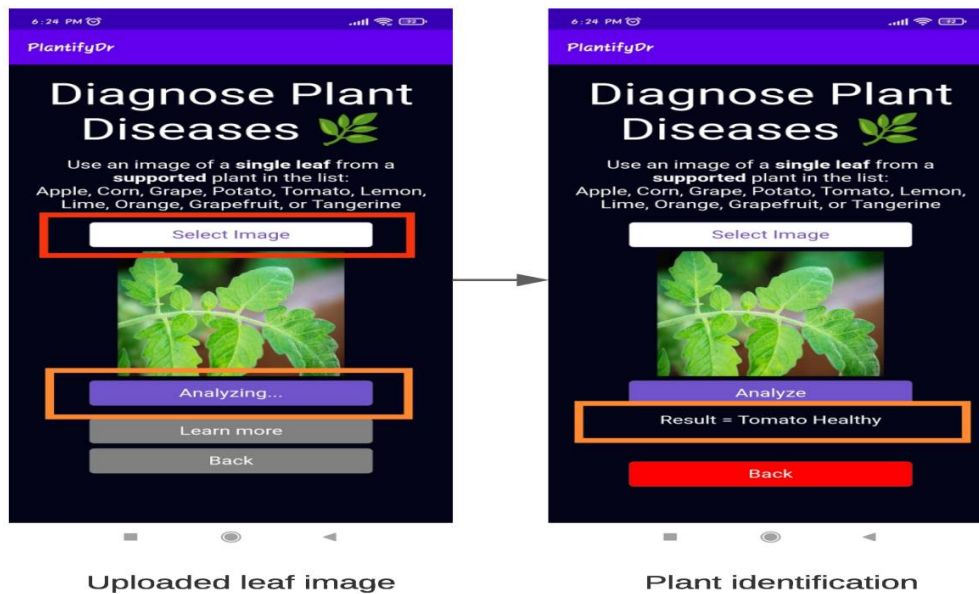 6:24 PM
92
PlantifyDr
Diagnose Plant
Diseases 🌿
Use an image of a single leaf from a
supported plant in the list:
Apple, Corn, Grape, Potato, Tomato, Lemon,
Lime, Orange, Grapefruit, or Tangerine
Select Image
Analyzing...
Learn more
Back
Uploaded leaf image
6:24 PM
92
PlantifyDr
Diagnose Plant
Diseases 🌿
Use an image of a single leaf from a
supported plant in the list:
Apple, Corn, Grape, Potato, Tomato, Lemon,
Lime, Orange, Grapefruit, or Tangerine
Select Image
Analyze
Result = Tomato Healthy
Back
Plant identification